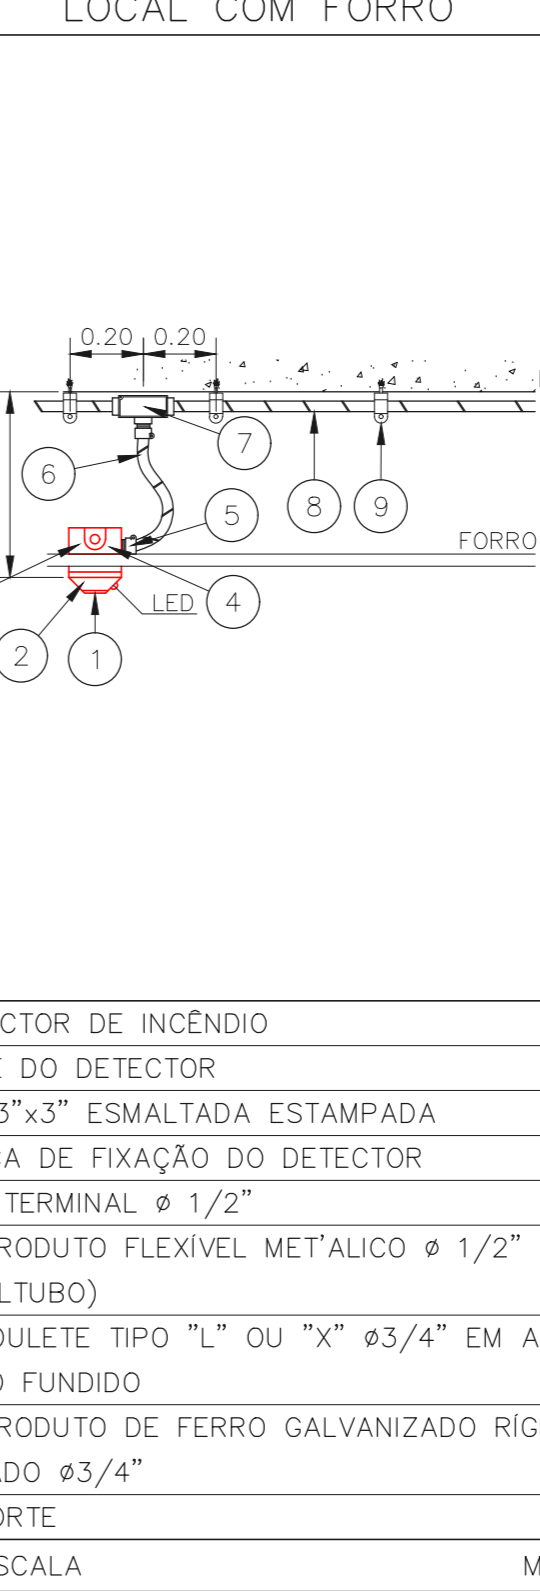 LOCAL COM FORRO
0.20 0.20
7
6
5
8
9
FORRO
LED
4
2
1
CTOR DE INCÊNDIO
E DO DETECTOR
3"x3" ESMALTADA ESTAMPADA
CA DE FIXAÇÃO DO DETECTOR
TERMINAL ø 1/2"
RODUTO FLEXÍVEL MET'ALICO ø 1/2"
LTUBO)
DULETE TIPO "L" OU "X" ø3/4" EM A
O FUNDIDO
RODUTO DE FERRO GALVANIZADO RÍG
ADO ø3/4"
ORTE
SCALA M